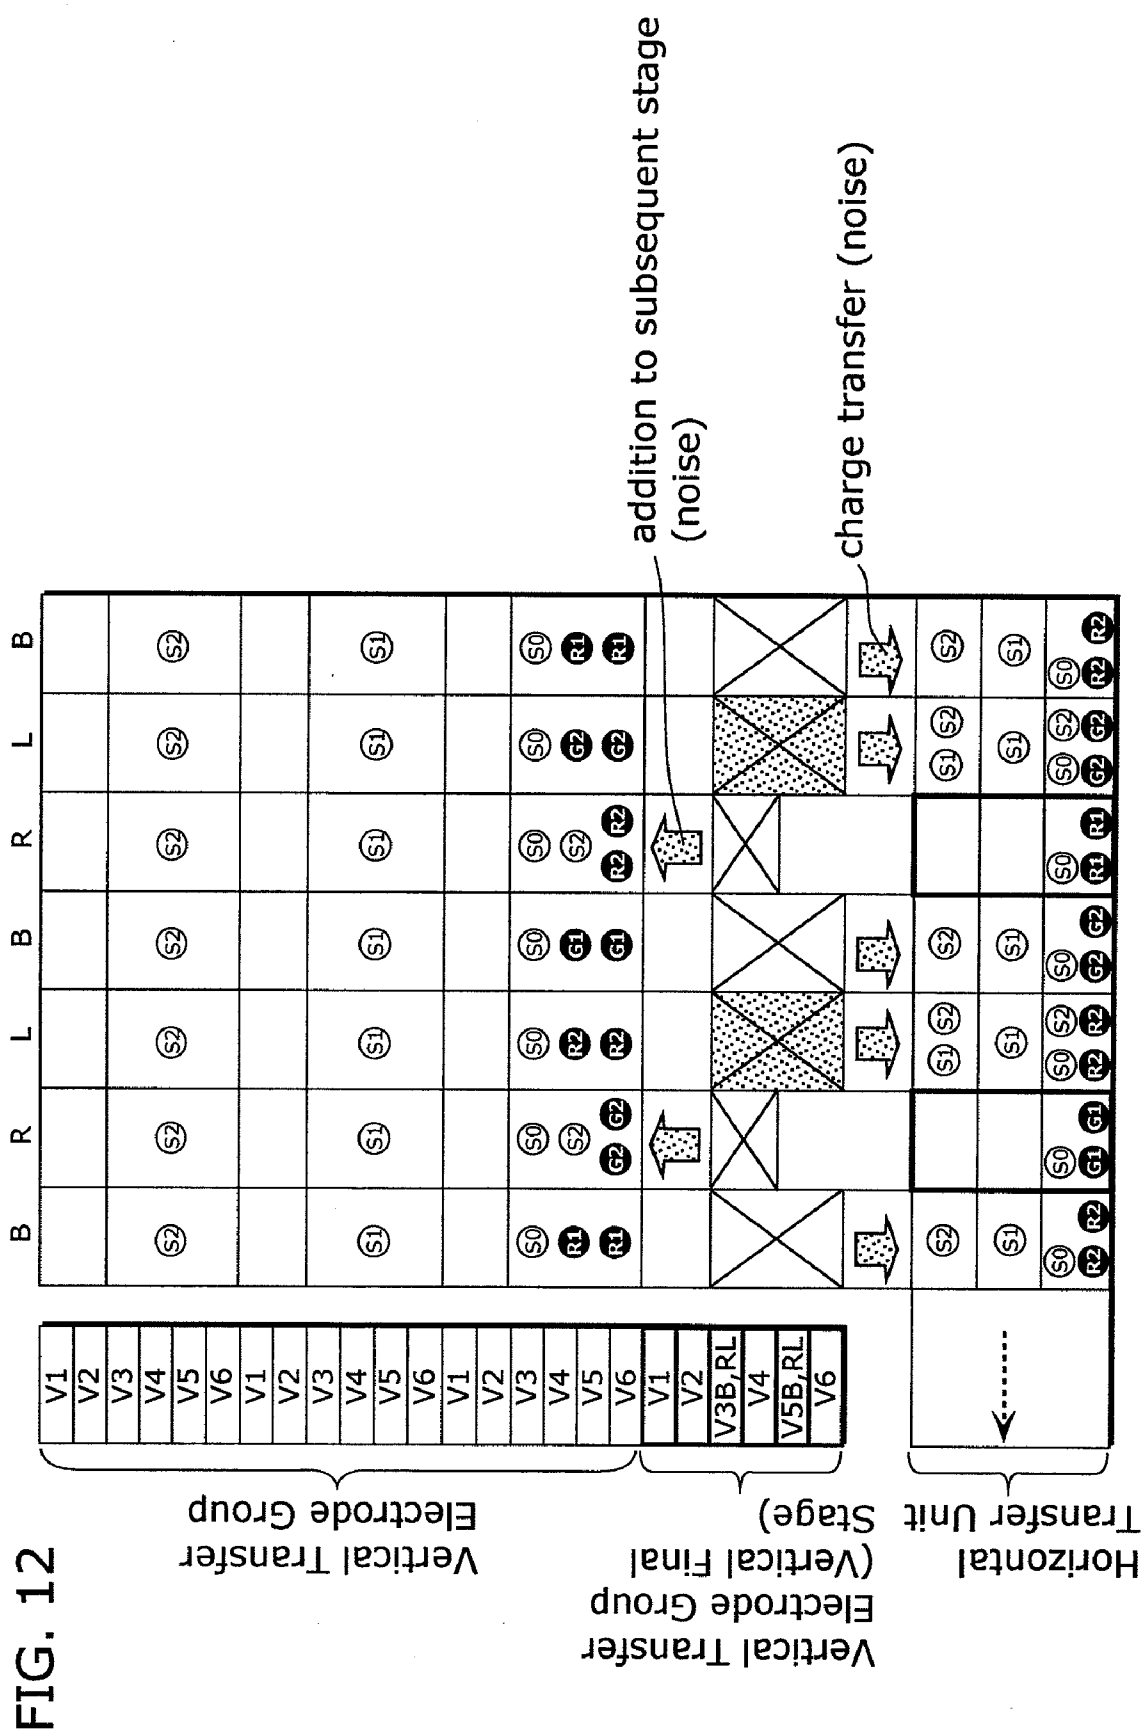 FIG. 12
B R L B R L B
V1
V2
V3
V4
V5
V6
V1
V2
V3
V4
V5
V6
V1
V2
V3
V4
V5
V6
V1
V2
V3B,RL
V4
V5B,RL
V6
Vertical Transfer
Electrode Group
Vertical Transfer
Electrode Group
(Vertical Final
Stage)
Horizontal
Transfer Unit
S2 S2 S2 S2 S2 S2 S2
S1 S1 S1 S1 S1 S1 S1
S0 S0 S0 S0 S0 S0 S0
R1 S2 R2 G1 S2 G2 R1
R1 G2 G2 R2 G1 R2 R2 G2 R1
addition to subsequent stage
(noise)
charge transfer (noise)
S2 S1 S2 S2 S1 S2 S2
S1 S1 S1 S1 S1
S0 S0 S0 S2 S0 S0 S0 S2 S0
R2 R2 G1 G1 R2 R2 G2 G2 R1 R1 G2 G2 R2 R2